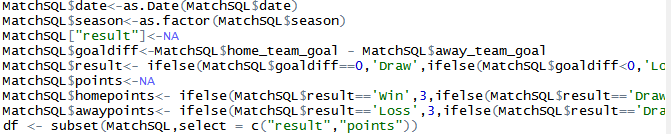 MatchSQL$date<-as.Date(MatchSQL$date)
MatchSQL$season<-as.factor(MatchSQL$season)
MatchSQL["result"]<-NA
MatchSQL$goaldiff<-MatchSQL$home_team_goal - MatchSQL$away_team_goal
MatchSQL$result<- ifelse(MatchSQL$goaldiff==0,'Draw',ifelse(MatchSQL$goaldiff<0,'Lo
MatchSQL$points<-NA
MatchSQL$homepoints<- ifelse(MatchSQL$result=='Win',3,ifelse(MatchSQL$result=='Draw
MatchSQL$awaypoints<- ifelse(MatchSQL$result=='Loss',3,ifelse(MatchSQL$result=='Dra
df <- subset(MatchSQL,select = c("result","points"))